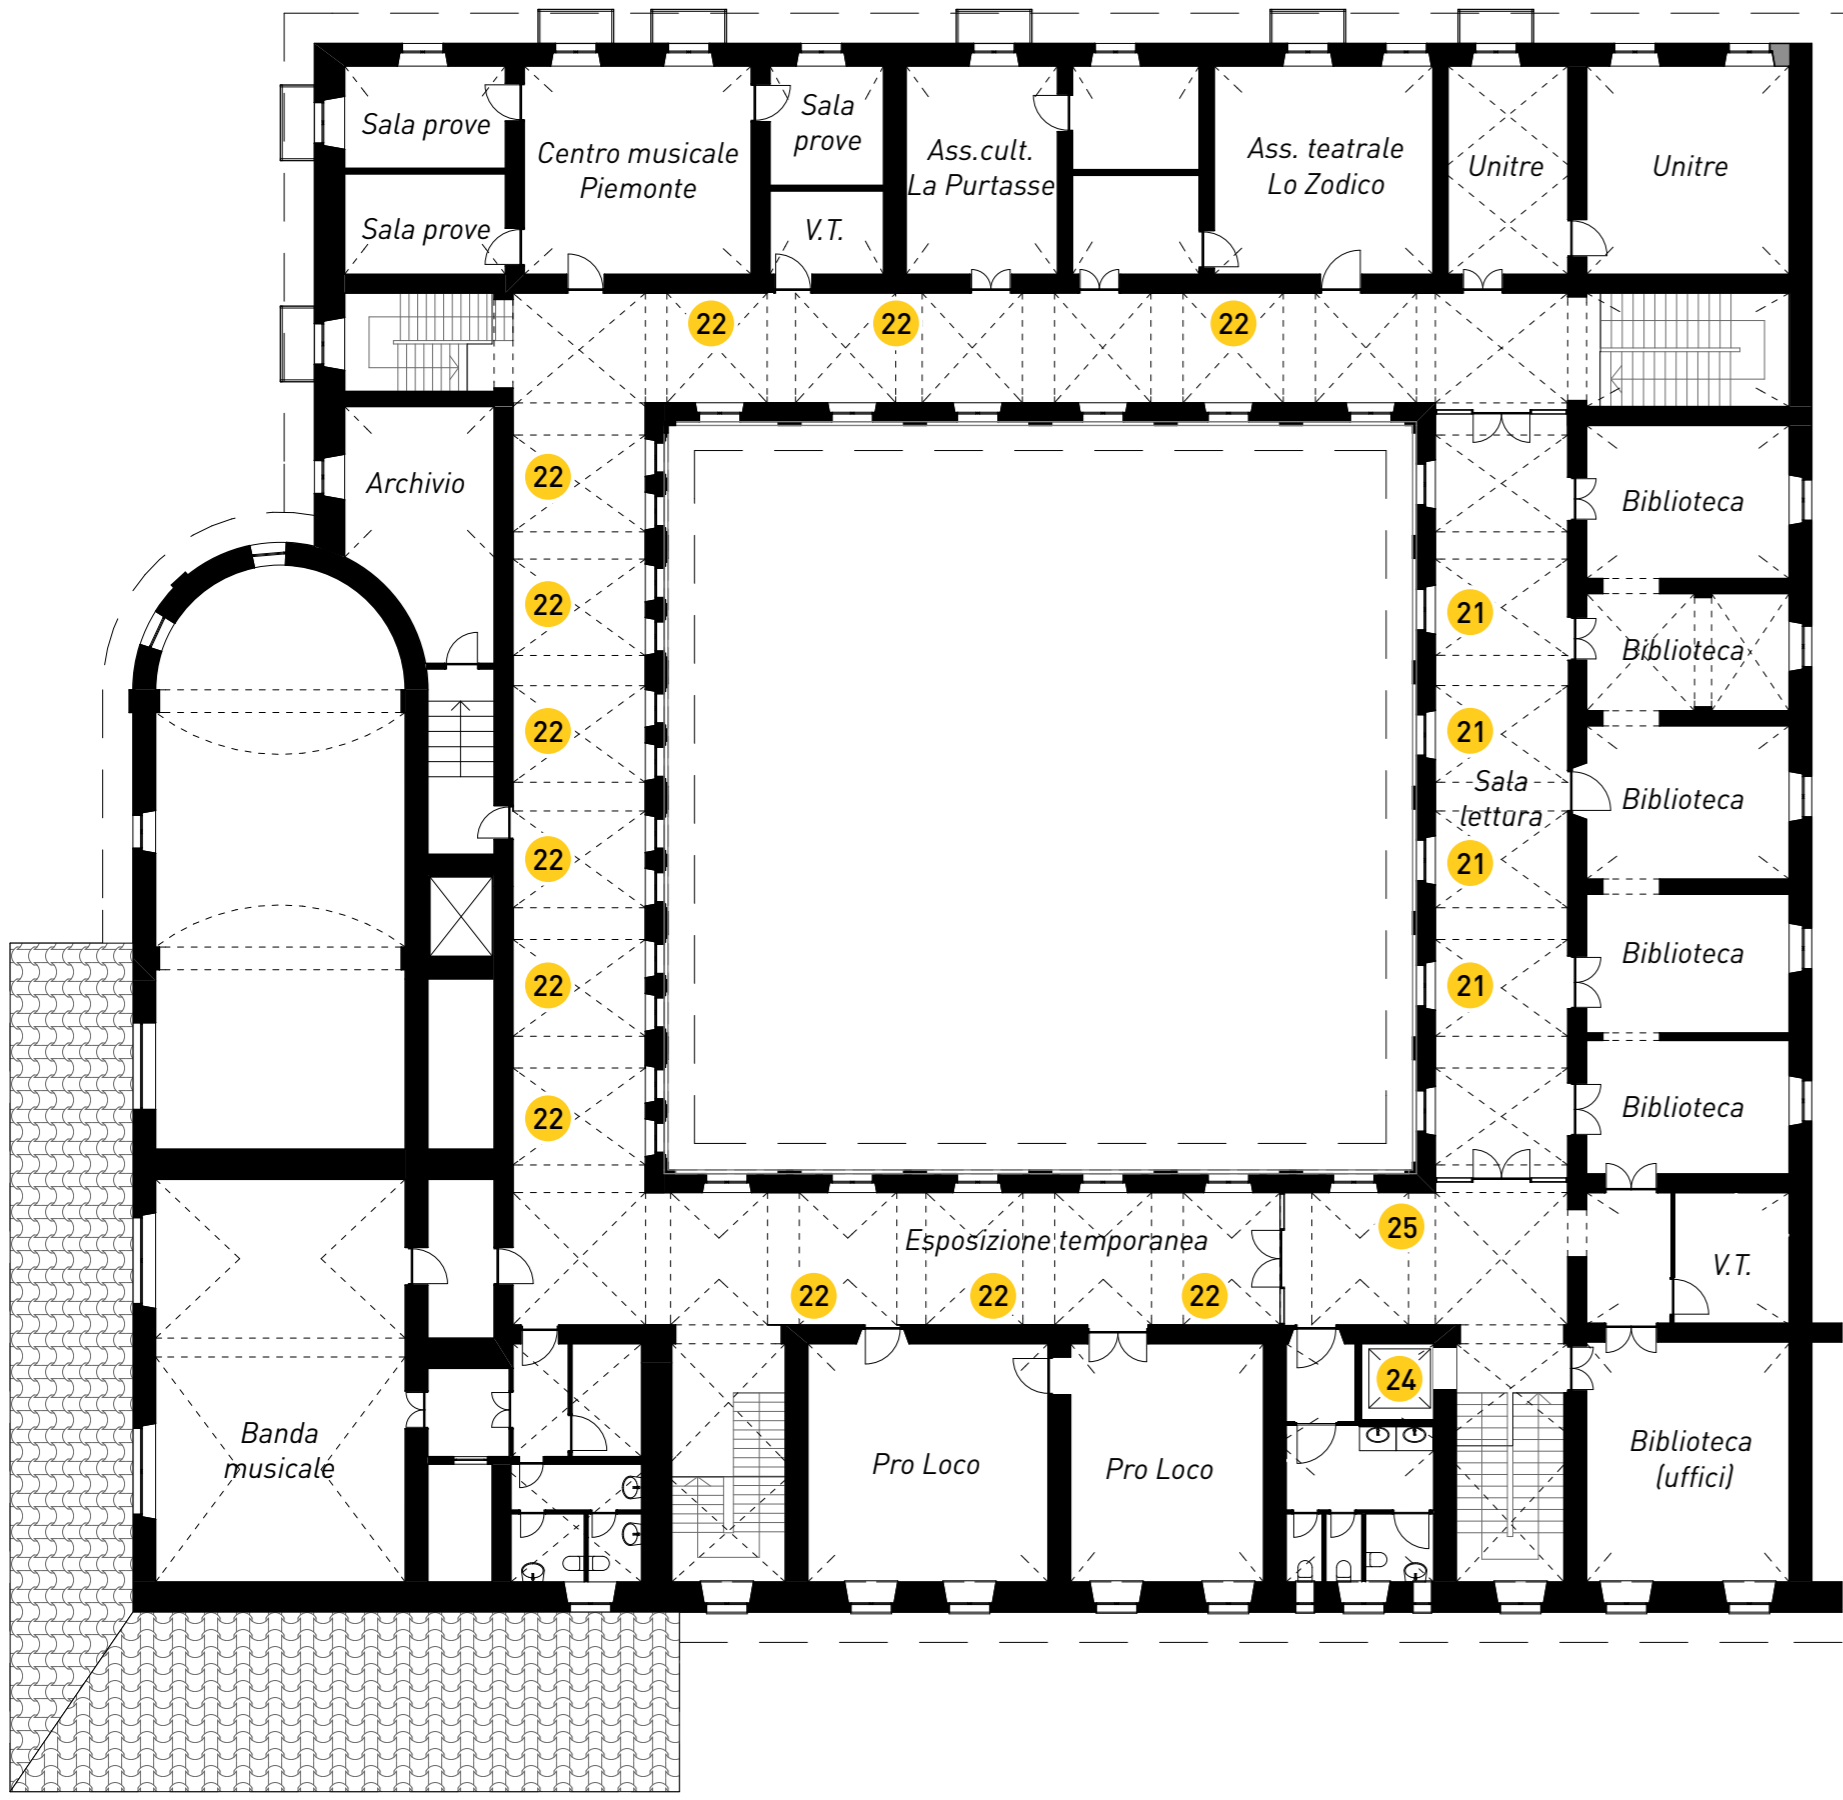 Sala prove
Centro musicale
Piemonte
Sala
prove
Ass.cult.
La Purtasse
Ass. teatrale
Lo Zodico
Unitre
Unitre
Sala prove
V.T.
22
22
22
Archivio
22
Biblioteca
22
21
Biblioteca
22
21
Sala
lettura
Biblioteca
22
21
Biblioteca
22
21
22
Biblioteca
Esposizione temporanea
25
V.T.
22
22
22
24
Banda
musicale
Pro Loco
Pro Loco
Biblioteca
(uffici)